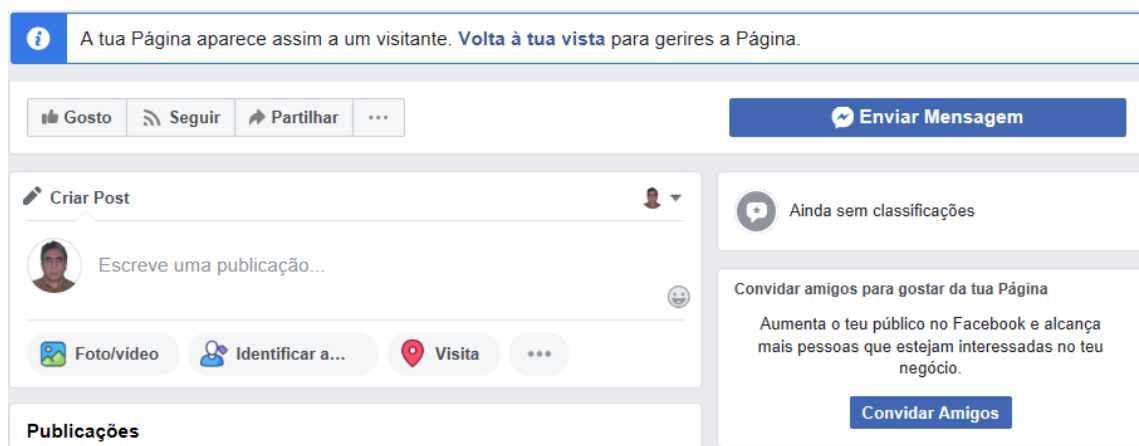 A tua Página aparece assim a um visitante. Volta à tua vista para gerires a Página.
Gosto Seguir Partilhar
Enviar Mensagem
Criar Post
Escreve uma publicação...
Foto/vídeo Identificar a... Visita
Publicações
Ainda sem classificações
Convidar amigos para gostar da tua Página
Aumenta o teu público no Facebook e alcança
mais pessoas que estejam interessadas no teu
negócio.
Convidar Amigos